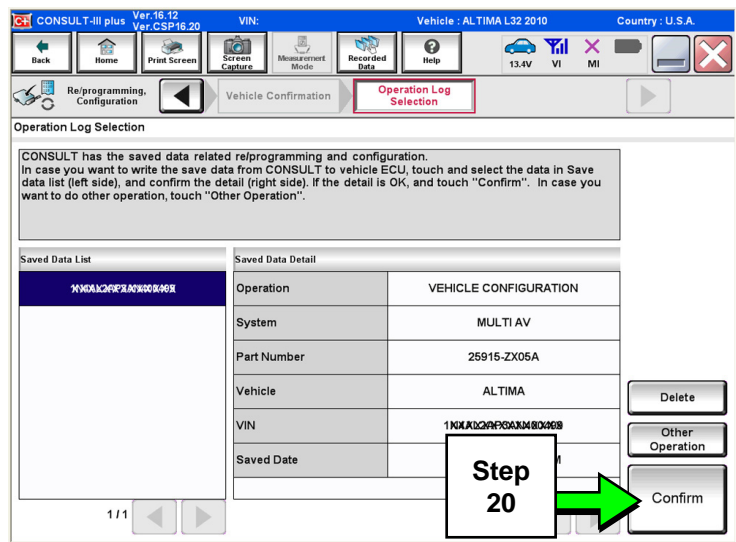 CONSULT-III plus Ver.16.12
Ver.CSP16.20
VIN:
Vehicle : ALTIMA L32 2010
Country : U.S.A.
Back
Home
Print Screen
Screen
Capture
Measurement
Mode
Recorded
Data
Help
13.4V
VI
MI
Re/programming,
Configuration
Vehicle Confirmation
Operation Log
Selection
Operation Log Selection
CONSULT has the saved data related re/programming and configuration.
In case you want to write the save data from CONSULT to vehicle ECU, touch and select the data in Save
data list (left side), and confirm the detail (right side). If the detail is OK, and touch "Confirm". In case you
want to do other operation, touch "Other Operation".
Saved Data List
Saved Data Detail
Operation
VEHICLE CONFIGURATION
System
MULTI AV
Part Number
25915-ZX05A
Vehicle
ALTIMA
VIN
Saved Date
1/1
Delete
Other
Operation
Confirm
Step
20